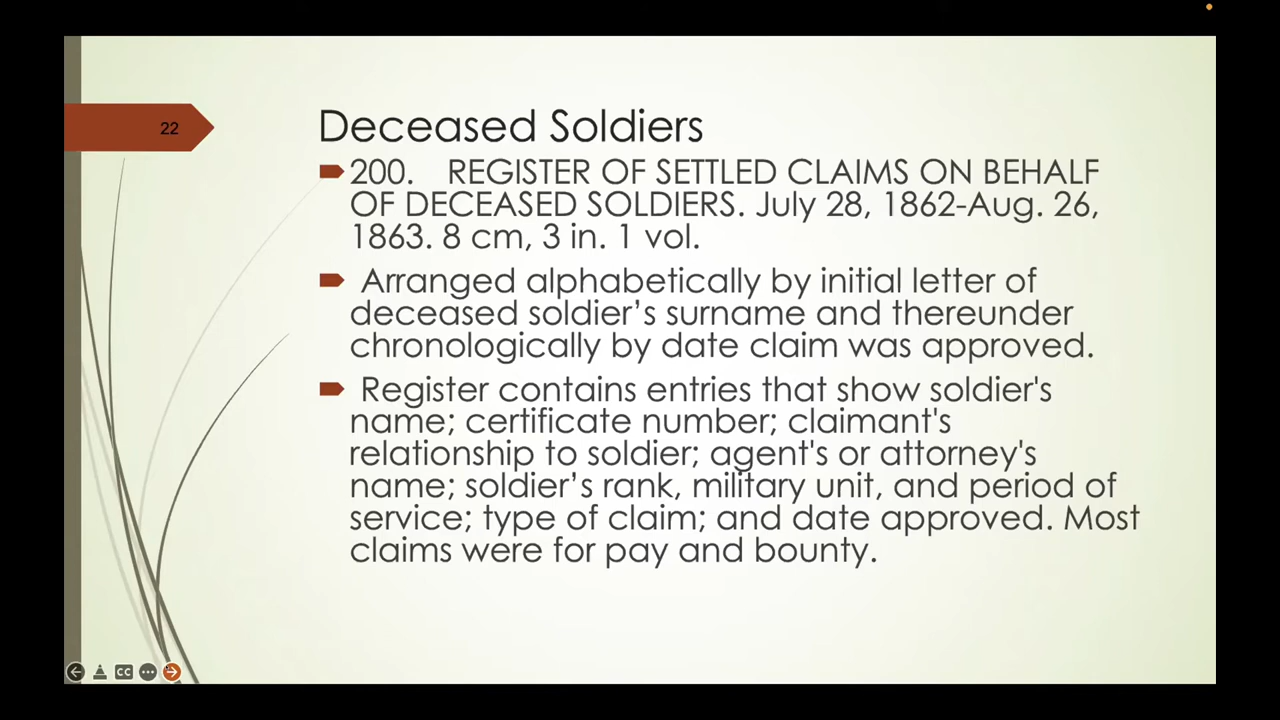 22
Deceased Soldiers
200. REGISTER OF SETTLED CLAIMS ON BEHALF
OF DECEASED SOLDIERS. July 28, 1862-Aug. 26,
1863. 8 cm, 3 in. 1 vol.
Arranged alphabetically by initial letter of
deceased soldier’s surname and thereunder
chronologically by date claim was approved.
Register contains entries that show soldier's
name; certificate number; claimant's
relationship to soldier; agent's or attorney's
name; soldier’s rank, military unit, and period of
service; type of claim; and date approved. Most
claims were for pay and bounty.
CC